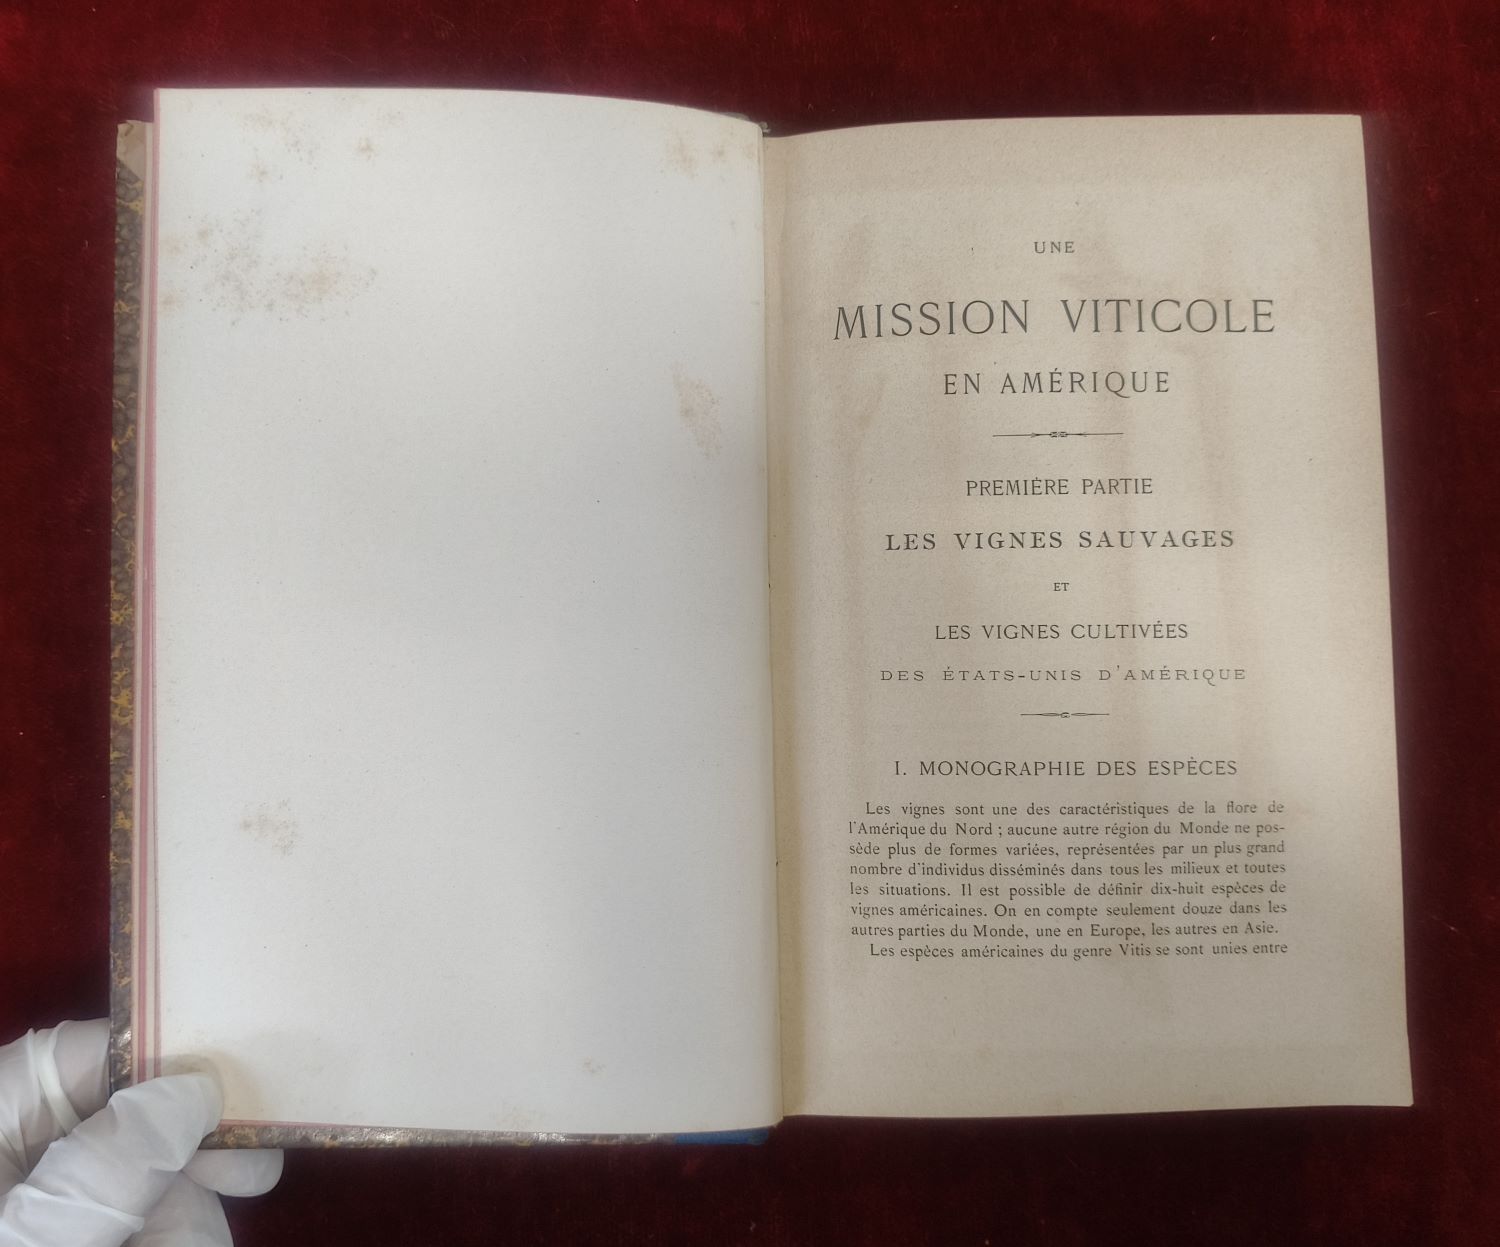 UNE
MISSION VITICOLE
EN AMÉRIQUE
PREMIÈRE PARTIE
LES VIGNES SAUVAGES
ET
LES VIGNES CULTIVÉES
DES ÉTATS-UNIS D'AMÉRIQUE
I. MONOGRAPHIE DES ESPÈCES
Les vignes sont une des caractéristiques de la flore de
l'Amérique du Nord ; aucune autre région du Monde ne pos-
sède plus de formes variées, représentées par un plus grand
nombre d'individus disséminés dans tous les milieux et toutes
les situations. Il est possible de définir dix-huit espèces de
vignes américaines. On en compte seulement douze dans les
autres parties du Monde, une en Europe, les autres en Asie.
Les espèces américaines du genre Vitis se sont unies entre